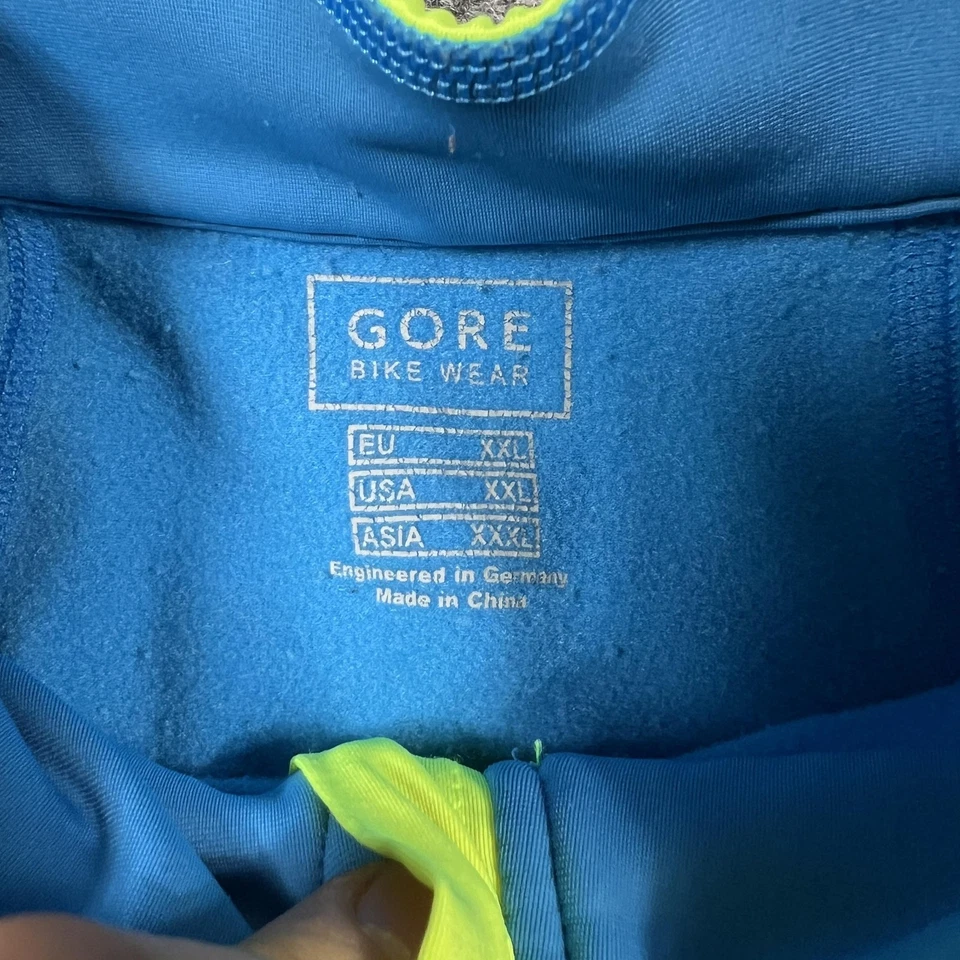 GORE
BIKE WEAR
EU XXL
USA XXL
ASIA XXXL
Engineered in Germany
Made in China